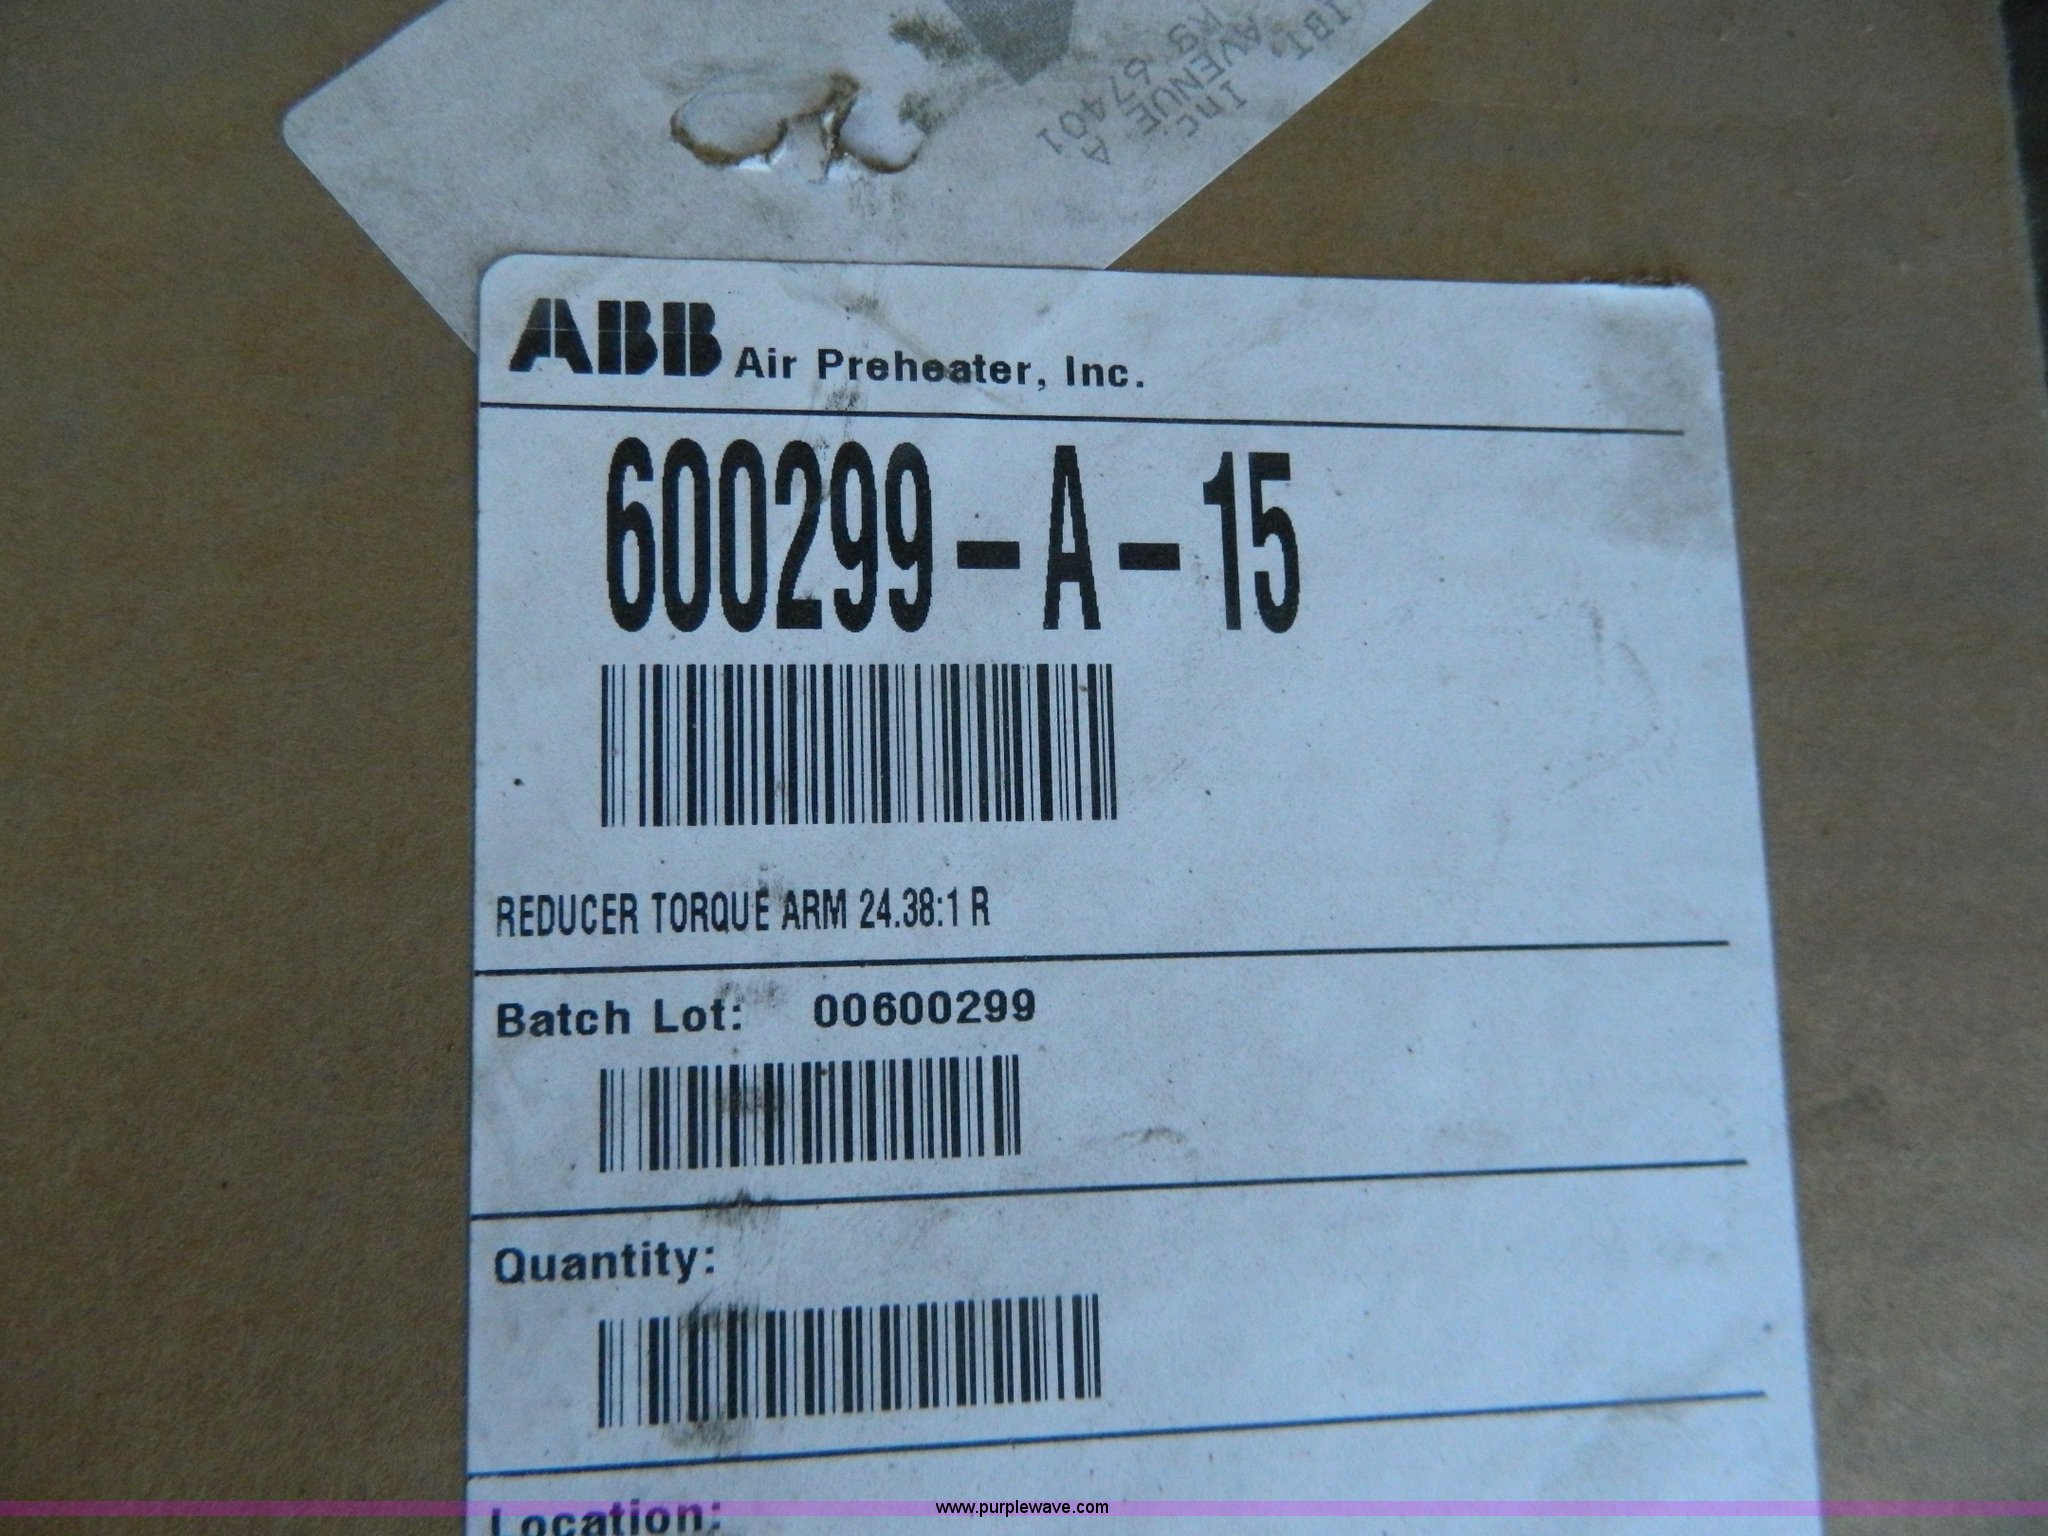 IBT, Inc
AVENUE A
KS 67401
ABB Air Preheater, Inc.
600299-A-15
REDUCER TORQUE ARM 24.38:1 R
Batch Lot: 00600299
Quantity:
Location:
www.purplewave.com